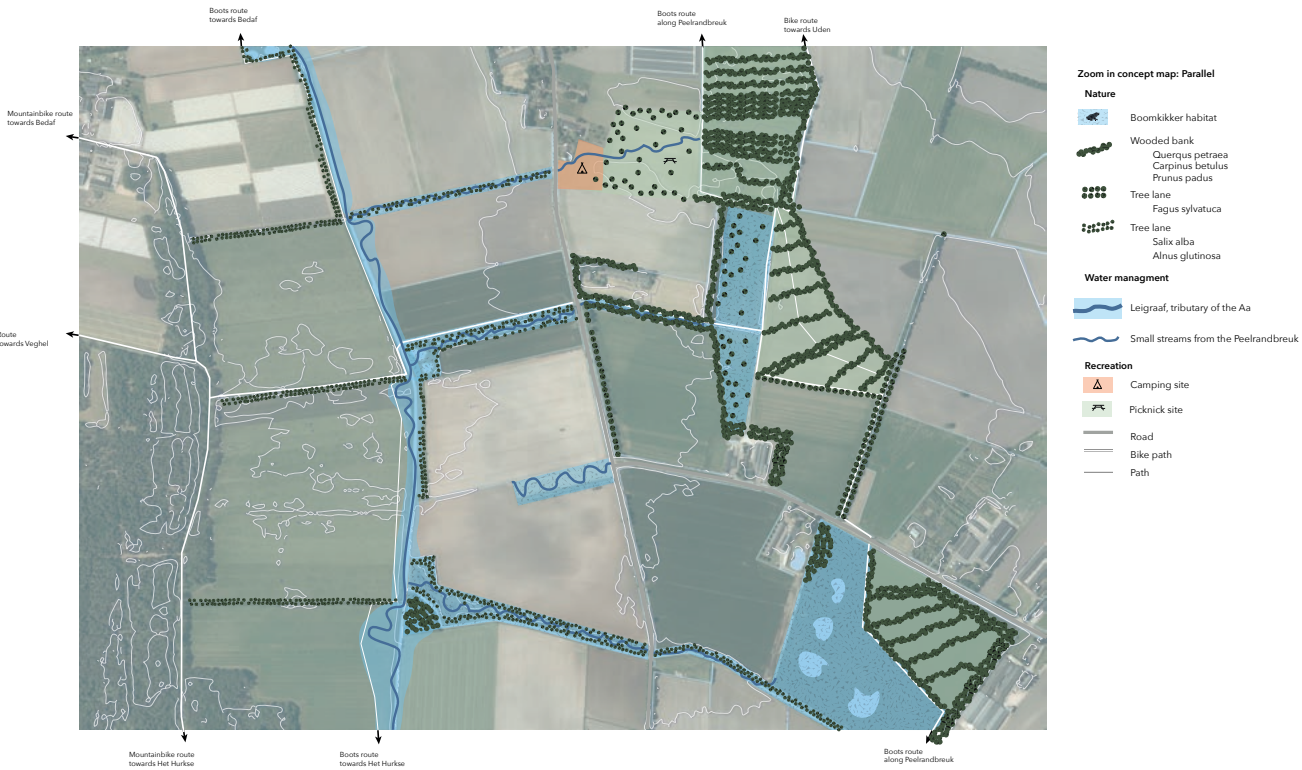 Boots route
towards Bedaf
Boots route
along Peelrandbreuk
Bike route
towards Uden
Mountainbike route
towards Bedaf
Route
towards Veghel
Mountainbike route
towards Het Hurkse
Boots route
towards Het Hurkse
Boots route
along Peelrandbreuk
Zoom in concept map: Parallel
Nature
Boomkikker habitat
Wooded bank
Querqus petraea
Carpinus betulus
Prunus padus
Tree lane
Fagus sylvatuca
Tree lane
Salix alba
Alnus glutinosa
Water managment
Leigraaf, tributary of the Aa
Small streams from the Peelrandbreuk
Recreation
Camping site
Picknick site
Road
Bike path
Path